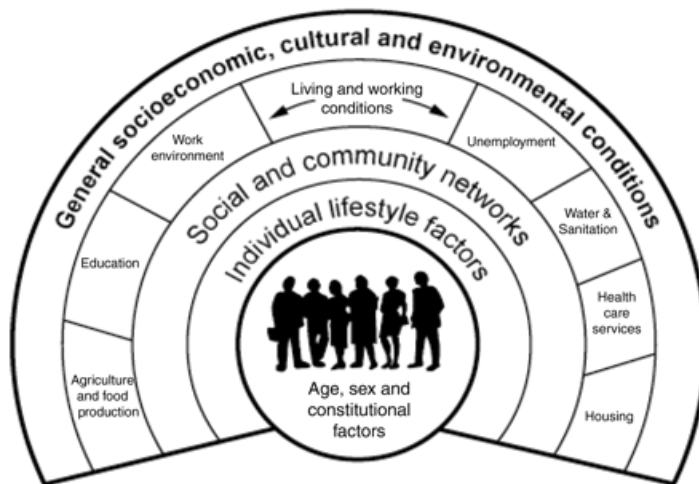 General socioeconomic, cultural and environmental conditions
Living and working
conditions
Work
environment
Unemployment
Social and community networks
Water &
Sanitation
Individual lifestyle factors
Education
Health
care
services
Agriculture
and food
production
Age, sex and
constitutional
factors
Housing